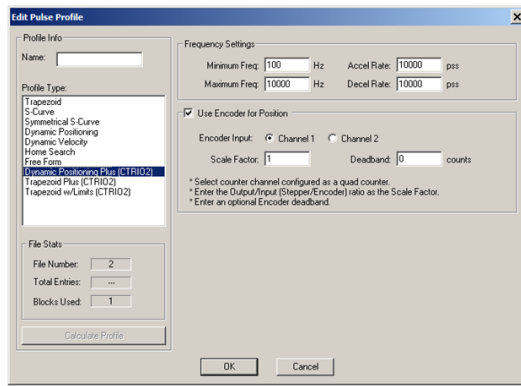 Edit Pulse Profile
Profile Info
Name:
Profile Type:
Trapezoid
S-Curve
Symmetrical S-Curve
Dynamic Positioning
Dynamic Velocity
Home Search
Free Form
Dynamic Positioning Plus (CTRIO2)
Trapezoid Plus (CTRIO2)
Trapezoid w/Limits (CTRIO2)
File Stats
File Number: 2
Total Entries: ---
Blocks Used: 1
Calculate Profile
Frequency Settings
Minimum Freq: 100 Hz Accel Rate: 10000 pss
Maximum Freq: 10000 Hz Decel Rate: 10000 pss
Use Encoder for Position
Encoder Input: Channel 1 Channel 2
Scale Factor: 1 Deadband: 0 counts
* Select counter channel configured as a quad counter.
* Enter the Output/Input (Stepper/Encoder) ratio as the Scale Factor.
* Enter an optional Encoder deadband.
OK Cancel